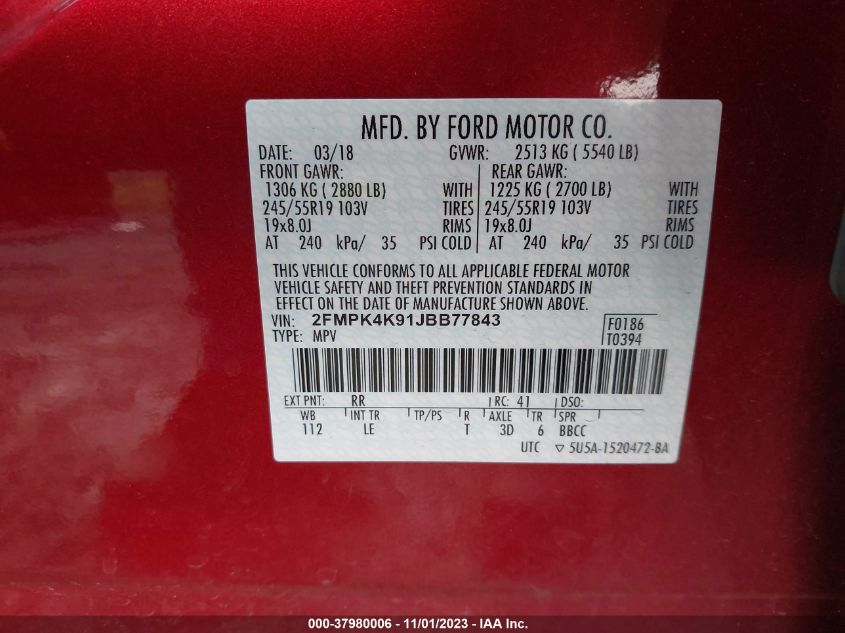 MFD. BY FORD MOTOR CO.
DATE: 03/18 GVWR: 2513 KG ( 5540 LB)
FRONT GAWR: REAR GAWR:
1306 KG ( 2880 LB) WITH 1225 KG ( 2700 LB) WITH
245/55R19 103V TIRES 245/55R19 103V TIRES
19x8.0J RIMS 19x8.0J RIMS
AT 240 kPa/ 35 PSI COLD AT 240 kPa/ 35 PSI COLD
THIS VEHICLE CONFORMS TO ALL APPLICABLE FEDERAL MOTOR
VEHICLE SAFETY AND THEFT PREVENTION STANDARDS IN
EFFECT ON THE DATE OF MANUFACTURE SHOWN ABOVE.
VIN: 2FMPK4K91JBB77843 F0186
TYPE: MPV T0394
EXT PNT: RR RC: 41 DSO:
WB INT TR TP/PS R AXLE TR SPR
112 LE T 3D 6 BBCC
UTC ▽ 5U5A-1520472-BA
000-37980006 - 11/01/2023 - IAA Inc.